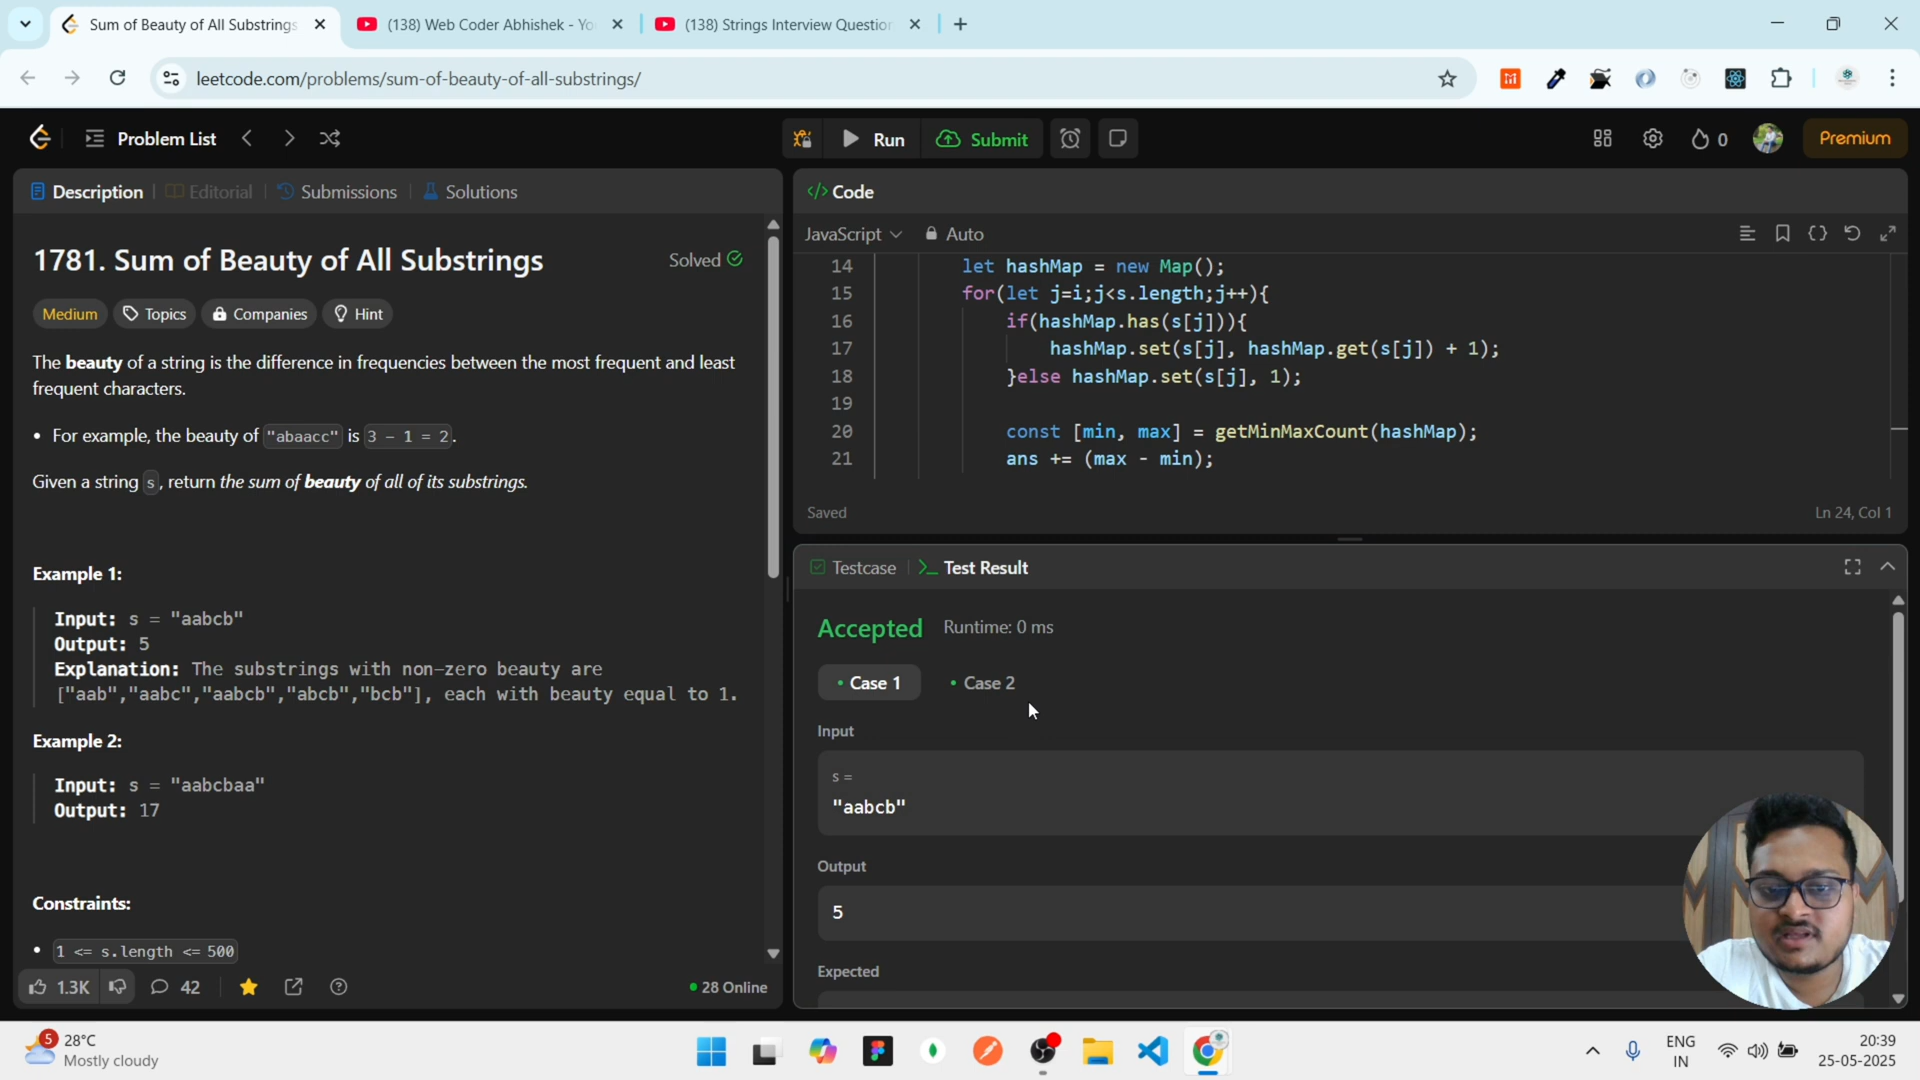 Sum of Beauty of All Substrings
(138) Web Coder Abhishek - Yo
(138) Strings Interview Question
leetcode.com/problems/sum-of-beauty-of-all-substrings/
Problem List
Run
Submit
0
Premium
Description
Editorial
Submissions
Solutions
</> Code
1781. Sum of Beauty of All Substrings
Solved
Medium
Topics
Companies
Hint
The beauty of a string is the difference in frequencies between the most frequent and least
frequent characters.
• For example, the beauty of "abaacc" is 3 - 1 = 2.
Given a string s, return the sum of beauty of all of its substrings.
Example 1:
Input: s = "aabcb"
Output: 5
Explanation: The substrings with non-zero beauty are
["aab","aabc","aabcb","abcb","bcb"], each with beauty equal to 1.
Example 2:
Input: s = "aabcbaa"
Output: 17
Constraints:
• 1 <= s.length <= 500
1.3K
42
28 Online
JavaScript
Auto
14 let hashMap = new Map();
15 for(let j=i;j<s.length;j++){
16 if(hashMap.has(s[j])){
17 hashMap.set(s[j], hashMap.get(s[j]) + 1);
18 }else hashMap.set(s[j], 1);
19
20 const [min, max] = getMinMaxCount(hashMap);
21 ans += (max - min);
Saved
Ln 24, Col 1
Testcase
Test Result
Accepted
Runtime: 0 ms
• Case 1
• Case 2
Input
s =
"aabcb"
Output
5
Expected
5
28°C
Mostly cloudy
ENG
IN
20:39
25-05-2025